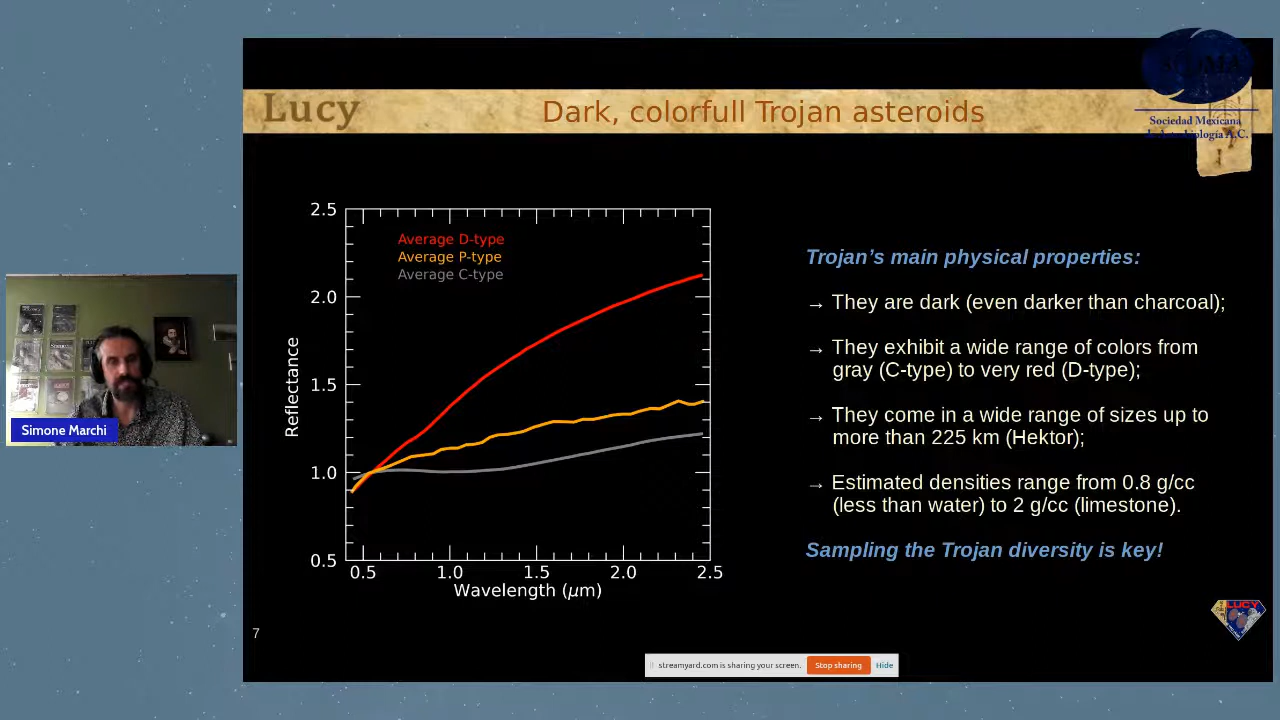 Lucy
Dark, colorfull Trojan asteroids
Sociedad Mexicana
de Astrobiología A.C.
2.5
2.0
1.5
1.0
0.5
Reflectance
Average D-type
Average P-type
Average C-type
0.5 1.0 1.5 2.0 2.5
Wavelength (μm)
Trojan’s main physical properties:
→ They are dark (even darker than charcoal);
→ They exhibit a wide range of colors from
gray (C-type) to very red (D-type);
→ They come in a wide range of sizes up to
more than 225 km (Hektor);
→ Estimated densities range from 0.8 g/cc
(less than water) to 2 g/cc (limestone).
Sampling the Trojan diversity is key!
Simone Marchi
LUCY
7
streamyard.com is sharing your screen.
Stop sharing
Hide